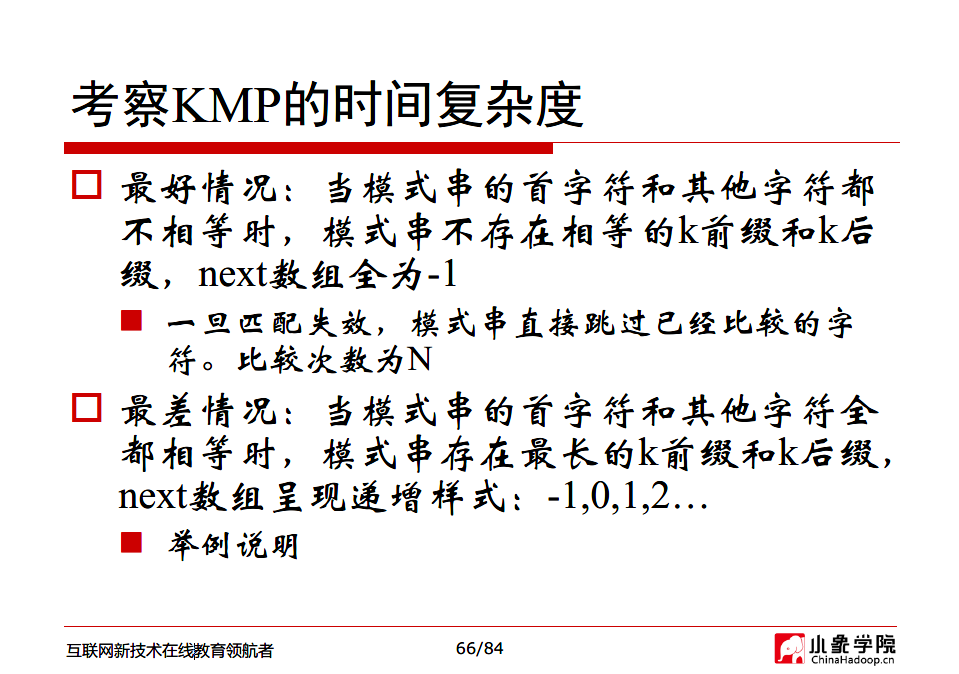 考察KMP的时间复杂度
最好情况：当模式串的首字符和其他字符都
不相等时，模式串不存在相等的k前缀和k后
缀，next数组全为-1
一旦匹配失效，模式串直接跳过已经比较的字
符。比较次数为N
最差情况：当模式串的首字符和其他字符全
都相等时，模式串存在最长的k前缀和k后缀，
next数组呈现递增样式：-1,0,1,2…
举例说明
互联网新技术在线教育领航者
66/84
小象学院
ChinaHadoop.cn